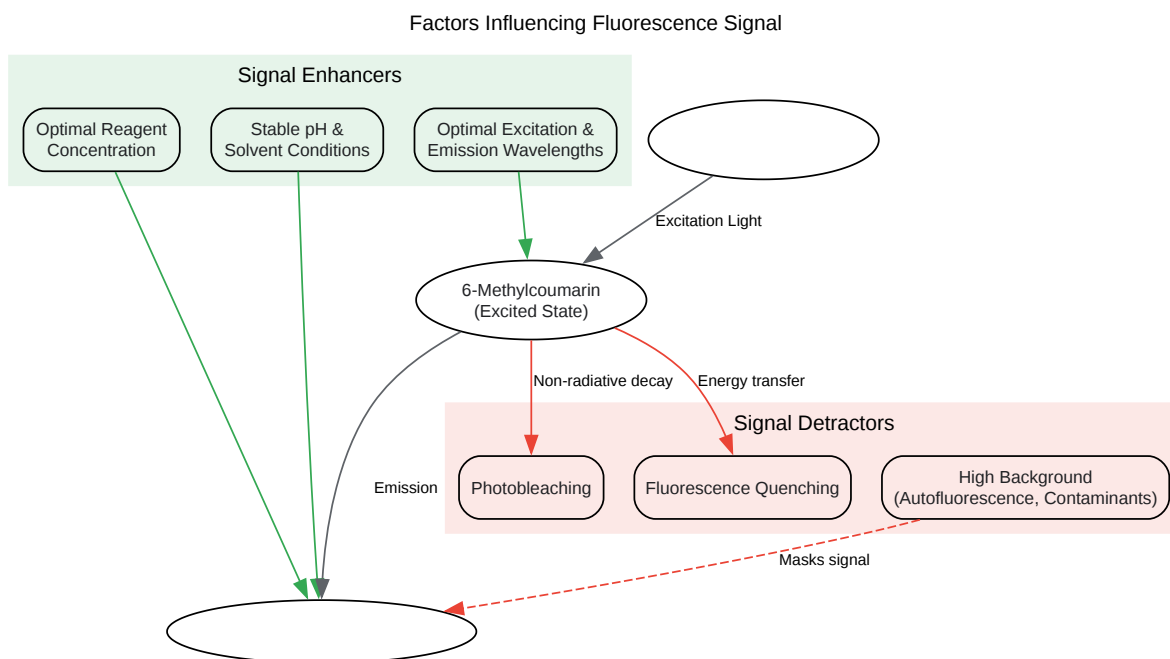 Factors Influencing Fluorescence Signal
Signal Enhancers
Optimal Reagent
Concentration
Stable pH &
Solvent Conditions
Optimal Excitation &
Emission Wavelengths
Excitation Light
6-Methylcoumarin
(Excited State)
Non-radiative decay
Energy transfer
Signal Detractors
Emission
Photobleaching
Fluorescence Quenching
High Background
(Autofluorescence, Contaminants)
Masks signal